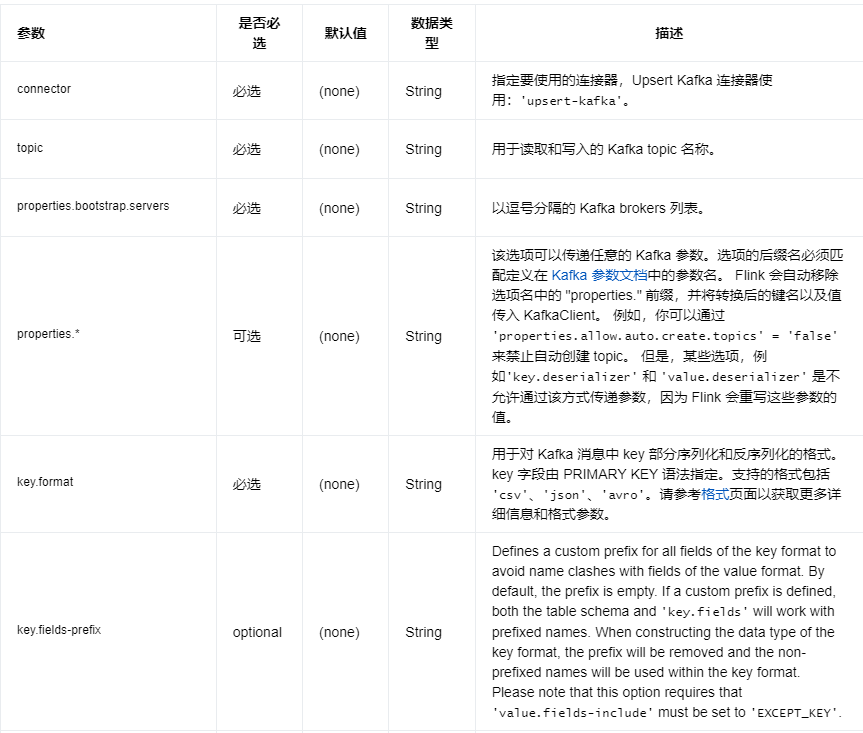 参数 是否必选 默认值 数据类型 描述
connector 必选 (none) String 指定要使用的连接器，Upsert Kafka 连接器使
用：'upsert-kafka'。
topic 必选 (none) String 用于读取和写入的 Kafka topic 名称。
properties.bootstrap.servers 必选 (none) String 以逗号分隔的 Kafka brokers 列表。
properties.* 可选 (none) String 该选项可以传递任意的 Kafka 参数。选项的后缀名必须匹
配定义在 Kafka 参数文档中的参数名。 Flink 会自动移除
选项名中的 "properties." 前缀，并将转换后的键名以及值
传入 KafkaClient。 例如，你可以通过
'properties.allow.auto.create.topics' = 'false'
来禁止自动创建 topic。 但是，某些选项，例
如'key.deserializer' 和 'value.deserializer' 是不
允许通过该方式传递参数，因为 Flink 会重写这些参数的
值。
key.format 必选 (none) String 用于对 Kafka 消息中 key 部分序列化和反序列化的格式。
key 字段由 PRIMARY KEY 语法指定。支持的格式包括
'csv'、'json'、'avro'。请参考格式页面以获取更多详
细信息和格式参数。
key.fields-prefix optional (none) String Defines a custom prefix for all fields of the key format to
avoid name clashes with fields of the value format. By
default, the prefix is empty. If a custom prefix is defined,
both the table schema and 'key.fields' will work with
prefixed names. When constructing the data type of the
key format, the prefix will be removed and the non-
prefixed names will be used within the key format.
Please note that this option requires that
'value.fields-include' must be set to 'EXCEPT_KEY'.